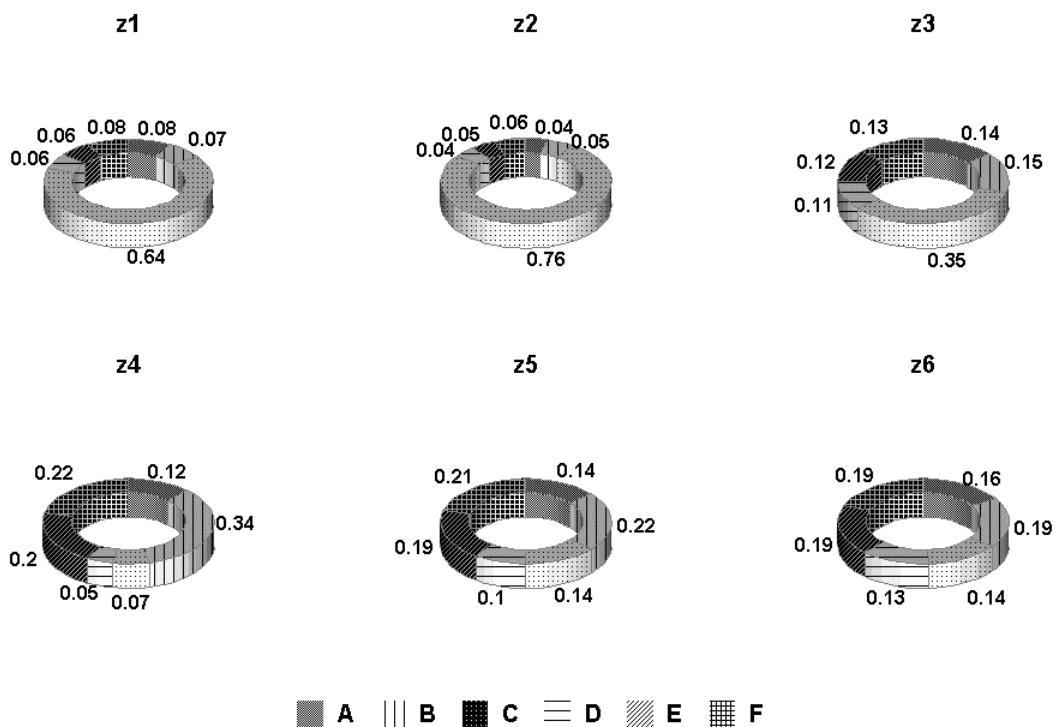 z1
z2
z3
0.06 0.06 0.08 0.08 0.07 0.64
0.04 0.05 0.06 0.04 0.05 0.76
0.11 0.12 0.13 0.14 0.15 0.35
z4
z5
z6
0.22 0.12 0.34 0.2 0.05 0.07
0.21 0.14 0.22 0.19 0.1 0.14
0.19 0.16 0.19 0.19 0.13 0.14
A B C D E F